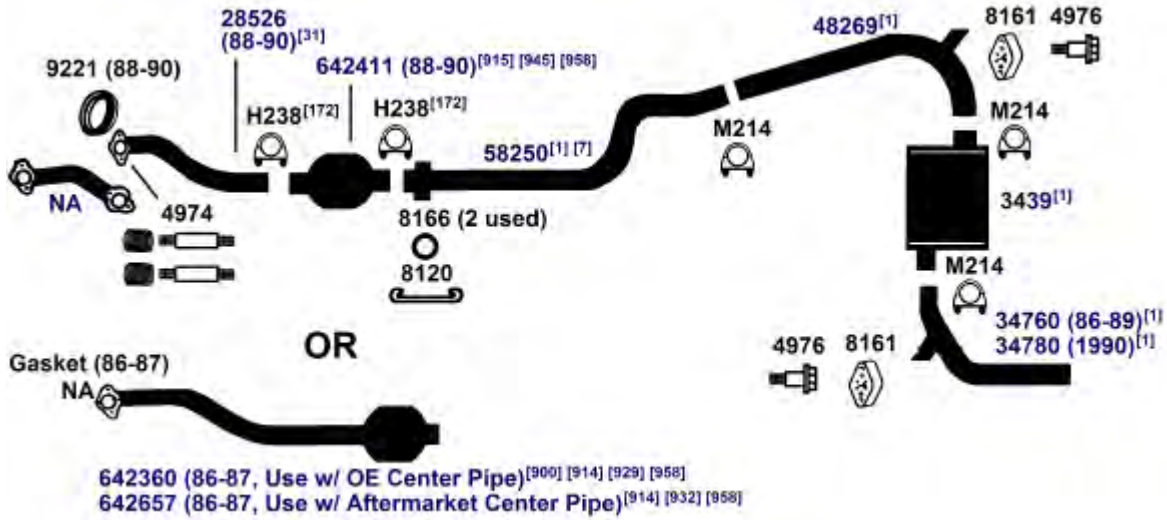 28526
(88-90)[31]
48269[1]
8161 4976
9221 (88-90)
642411 (88-90)[915] [945] [958]
H238[172]
H238[172]
M214
M214
58250[1] [7]
NA
4974
8166 (2 used)
3439[1]
8120
M214
OR
34760 (86-89)[1]
34780 (1990)[1]
4976 8161
Gasket (86-87)
NA
642360 (86-87, Use w/ OE Center Pipe)[900] [914] [929] [958]
642657 (86-87, Use w/ Aftermarket Center Pipe)[914] [932] [958]